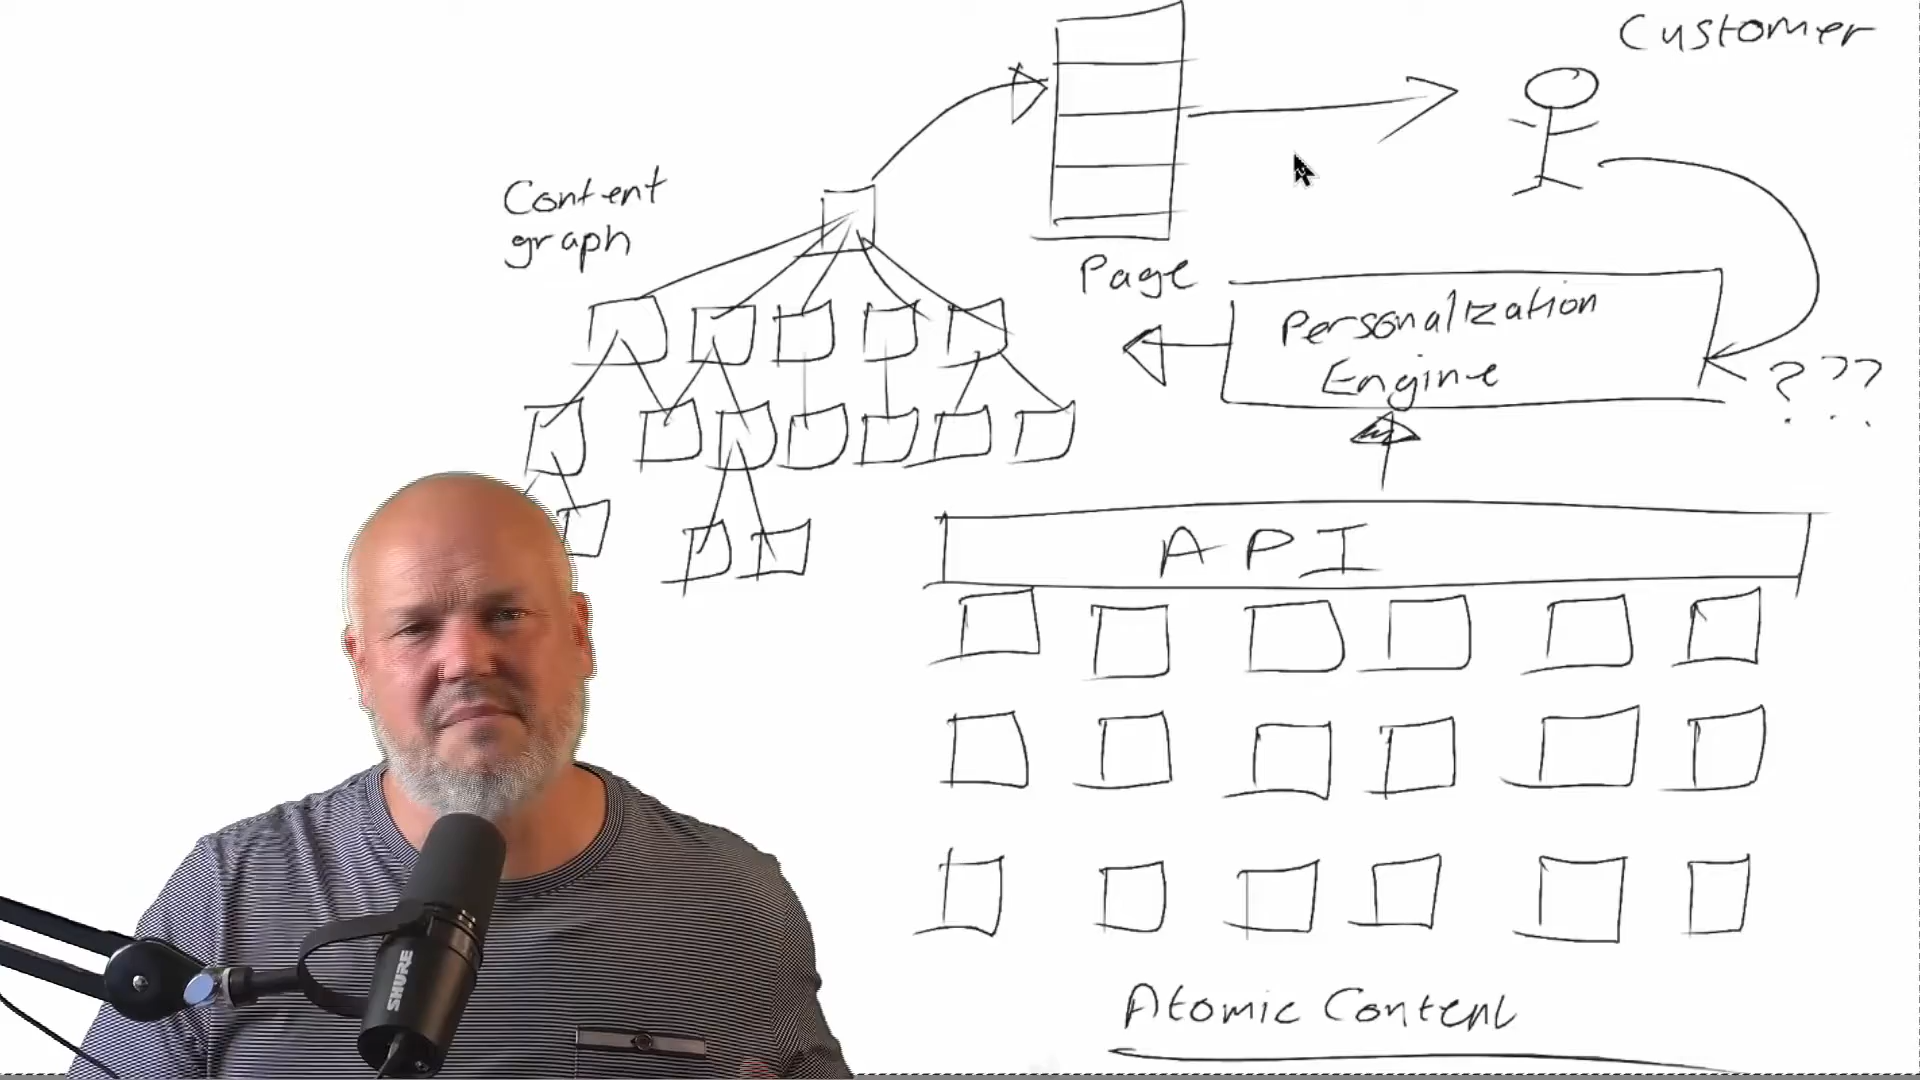 Customer
Content
graph
Page
Personalization
Engine
???
API
SHURE
Atomic Content